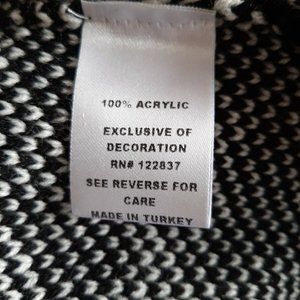 100% ACRYLIC
EXCLUSIVE OF
DECORATION
RN# 122837
SEE REVERSE FOR
CARE
MADE IN TURKEY